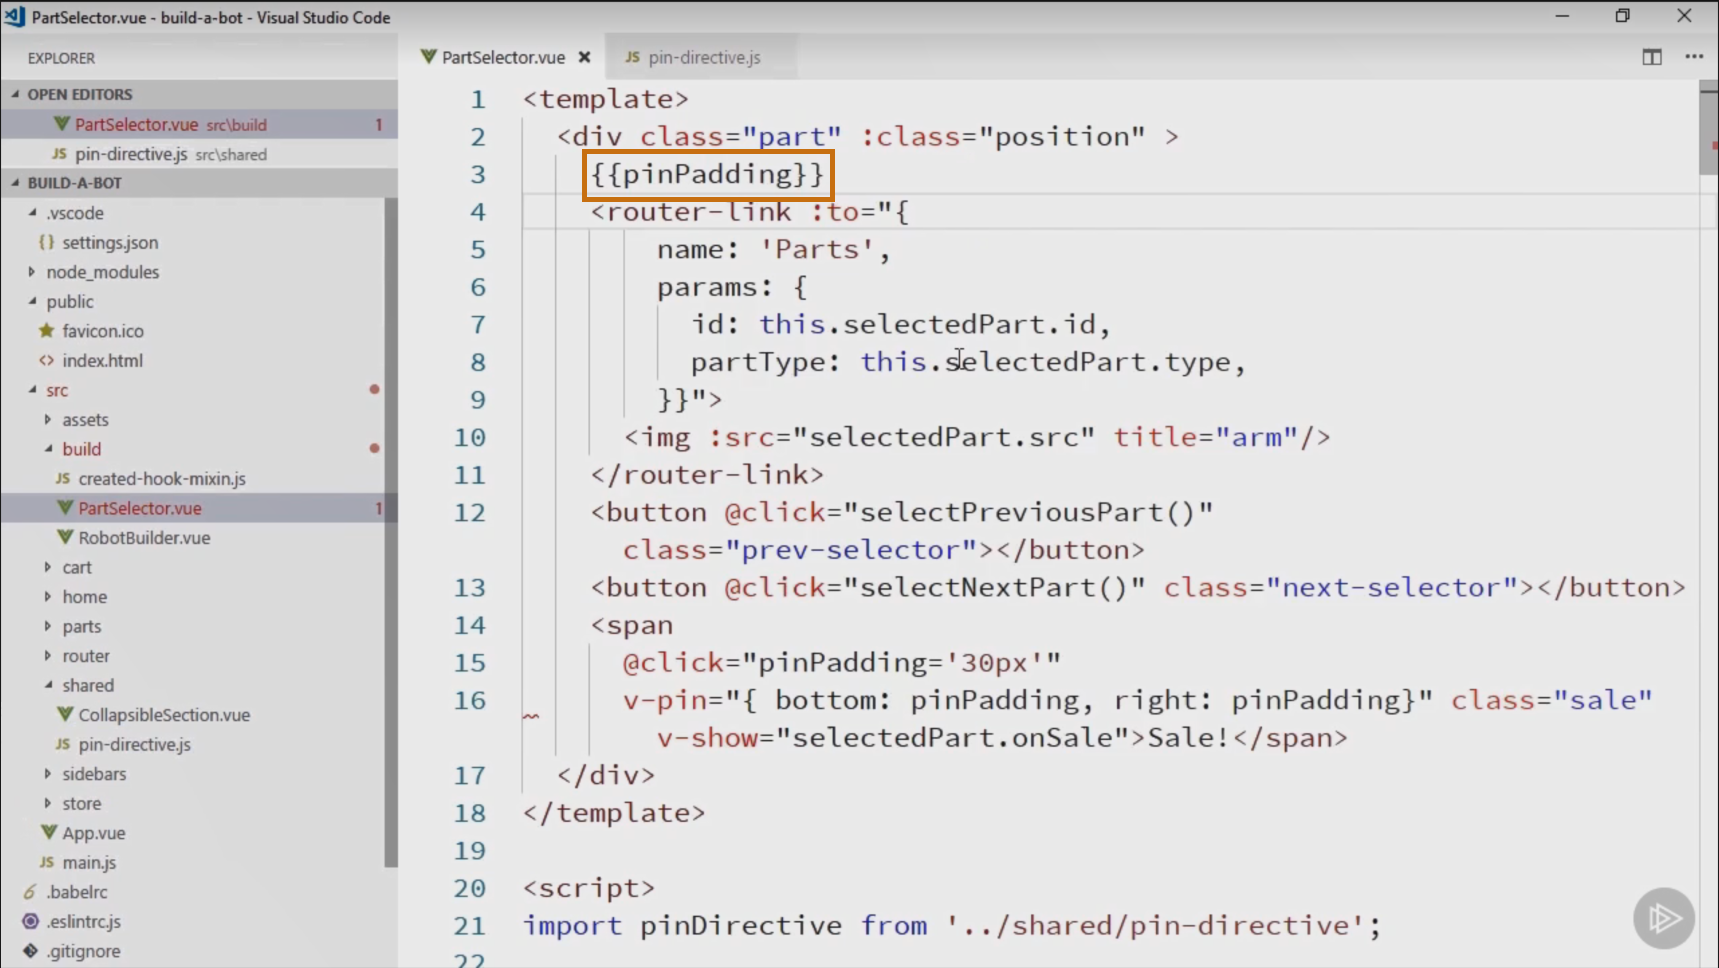 PartSelector.vue - build-a-bot - Visual Studio Code
EXPLORER
OPEN EDITORS
PartSelector.vue src\build 1
JS pin-directive.js src\shared
BUILD-A-BOT
.vscode
{} settings.json
node_modules
public
favicon.ico
<> index.html
src
assets
build
JS created-hook-mixin.js
PartSelector.vue 1
RobotBuilder.vue
cart
home
parts
router
shared
CollapsibleSection.vue
JS pin-directive.js
sidebars
store
App.vue
JS main.js
.babelrc
.eslintrc.js
.gitignore
PartSelector.vue
JS pin-directive.js
1 <template>
2 <div class="part" :class="position" >
3 {{pinPadding}}
4 <router-link :to="{
5 name: 'Parts',
6 params: {
7 id: this.selectedPart.id,
8 partType: this.selectedPart.type,
9 }}">
10 <img :src="selectedPart.src" title="arm"/>
11 </router-link>
12 <button @click="selectPreviousPart()"
class="prev-selector"></button>
13 <button @click="selectNextPart()" class="next-selector"></button>
14 <span
15 @click="pinPadding='30px'"
16 v-pin="{ bottom: pinPadding, right: pinPadding}" class="sale"
v-show="selectedPart.onSale">Sale!</span>
17 </div>
18 </template>
19
20 <script>
21 import pinDirective from '../shared/pin-directive';
22